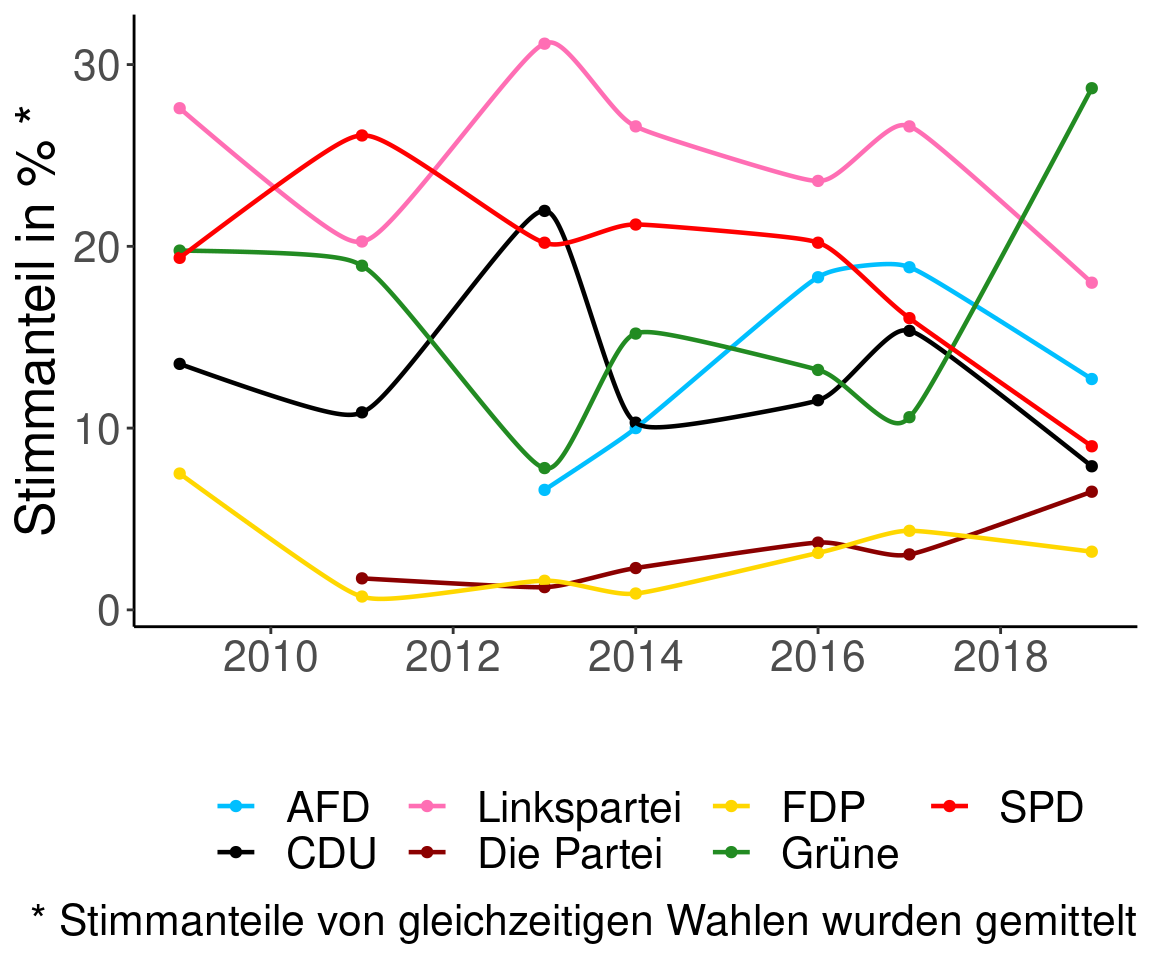 Stimmanteil in % *
30
20
10
0
2010 2012 2014 2016 2018
AFD Linkspartei FDP SPD
CDU Die Partei Grüne
* Stimmanteile von gleichzeitigen Wahlen wurden gemittelt